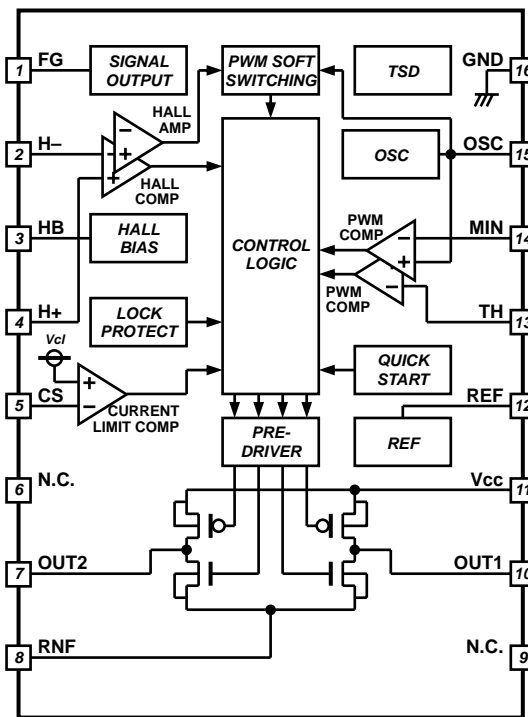 1
FG
SIGNAL
OUTPUT
PWM SOFT
SWITCHING
TSD
GND
16
HALL
AMP
2
H–
−
+
+
HALL
COMP
OSC
OSC
15
3
HB
HALL
BIAS
CONTROL
LOGIC
PWM
COMP
−
+
MIN
14
4
H+
LOCK
PROTECT
PWM
COMP
−
TH
13
Vcl
5
CS
+
−
CURRENT
LIMIT COMP
QUICK
START
REF
12
PRE-
DRIVER
REF
6
N.C.
Vcc
11
7
OUT2
OUT1
10
8
RNF
N.C.
9